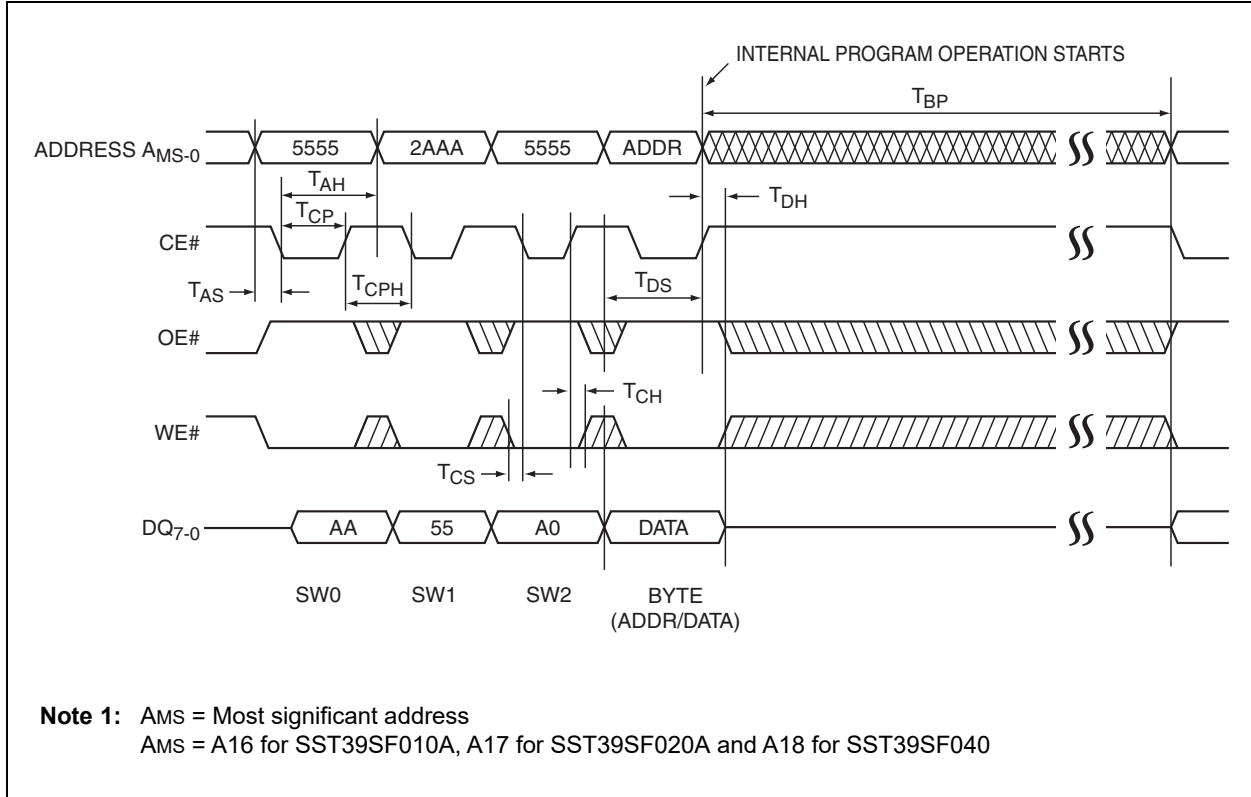 INTERNAL PROGRAM OPERATION STARTS
TBP
ADDRESS AMS-0
5555
2AAA
5555
ADDR
TAH
TDH
TCP
CE#
TAS
TCPH
TDS
OE#
TCH
WE#
TCS
DQ7-0
AA
55
A0
DATA
SW0
SW1
SW2
BYTE
(ADDR/DATA)
Note 1: AMS = Most significant address
AMS = A16 for SST39SF010A, A17 for SST39SF020A and A18 for SST39SF040